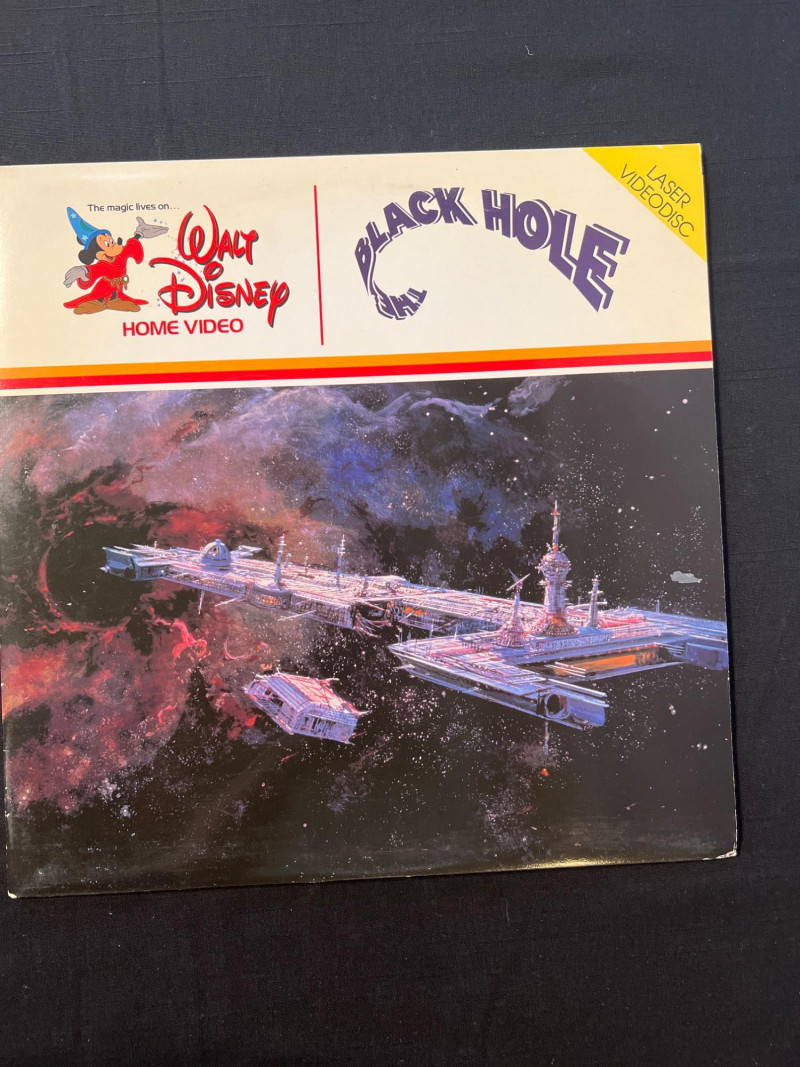 The magic lives on...
WALT
DISNEY
HOME VIDEO
THE BLACK HOLE
LASER
VIDEODISC